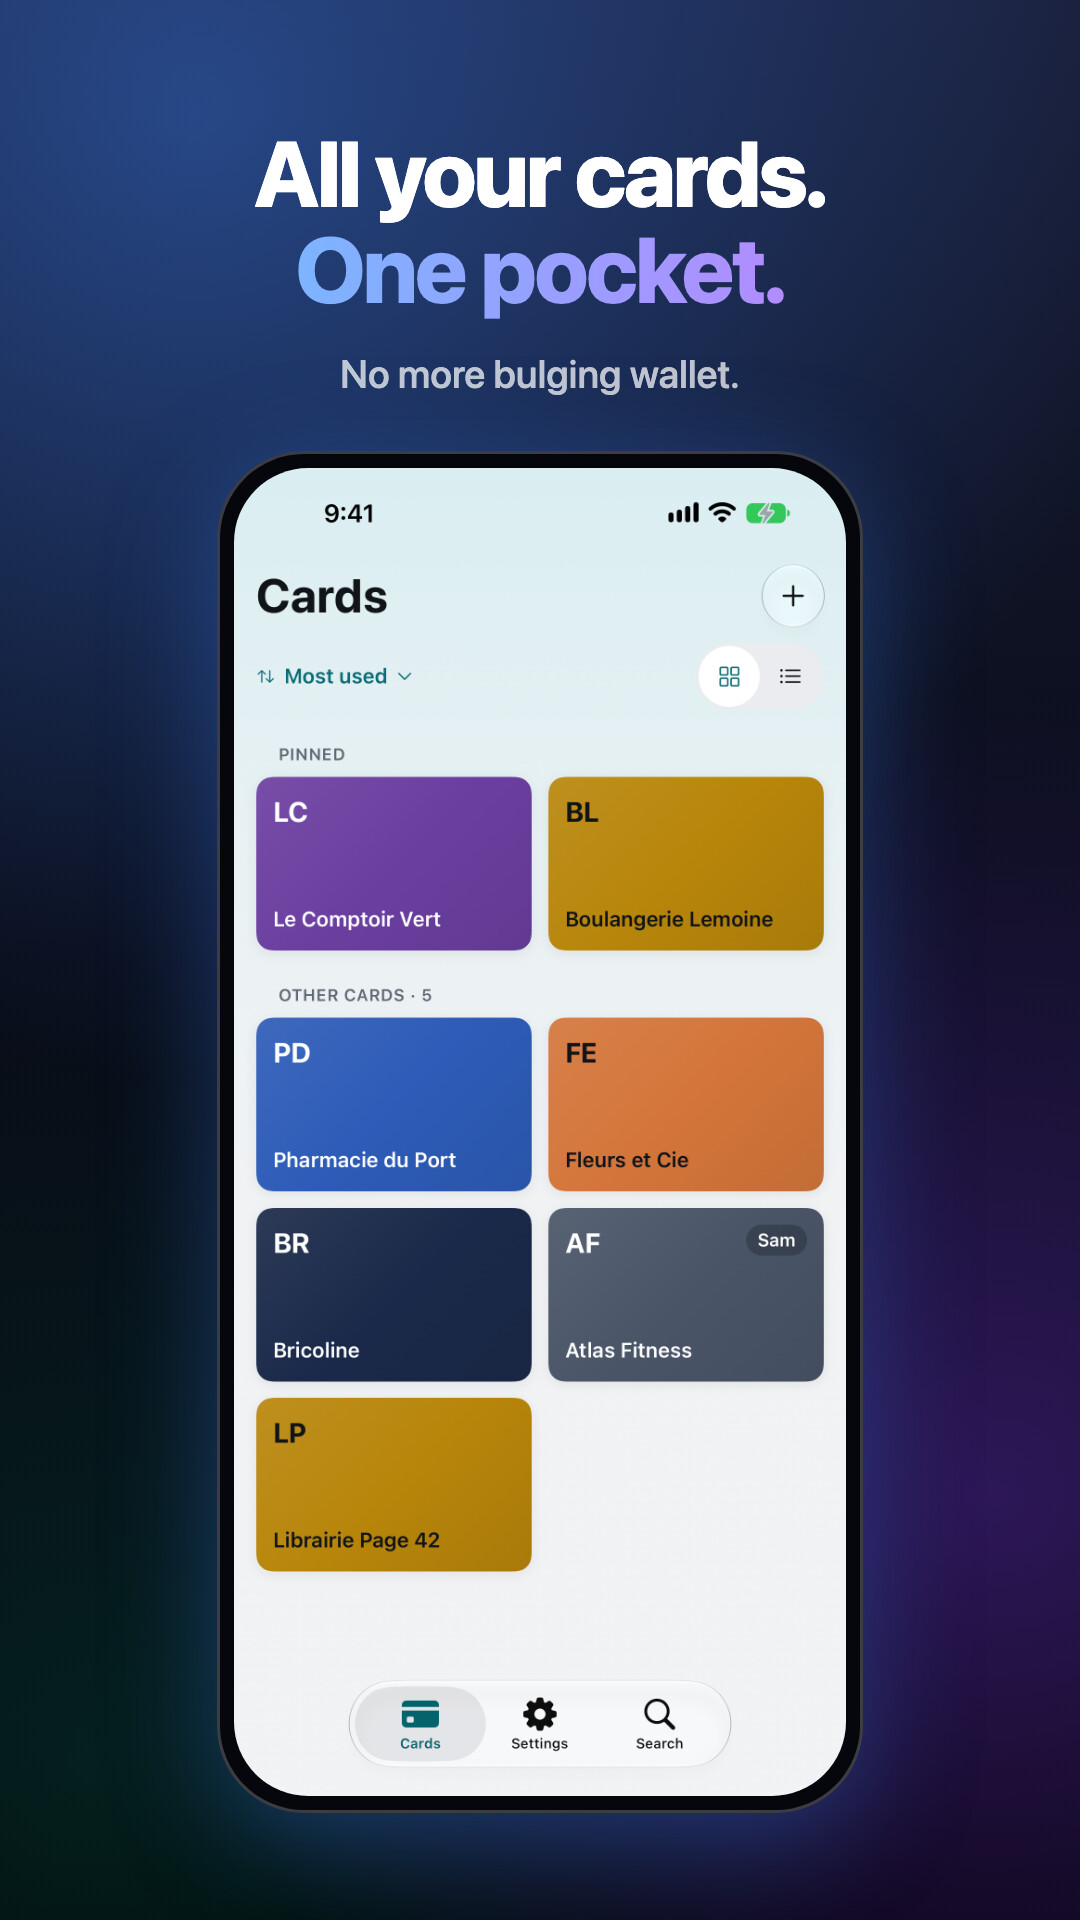 All your cards.
One pocket.
No more bulging wallet.
9:41
Cards
Most used
PINNED
LC
Le Comptoir Vert
BL
Boulangerie Lemoine
OTHER CARDS · 5
PD
Pharmacie du Port
FE
Fleurs et Cie
BR
Bricoline
AF
Sam
Atlas Fitness
LP
Librairie Page 42
Cards
Settings
Search